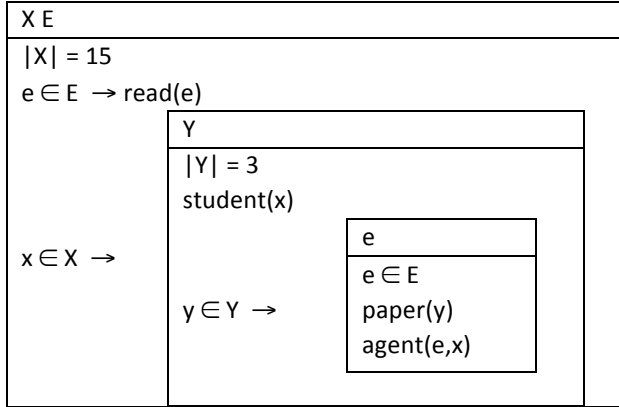 X E
|X| = 15
e ∈ E → read(e)
Y
|Y| = 3
student(x)
x ∈ X →
y ∈ Y →
e
e ∈ E
paper(y)
agent(e,x)